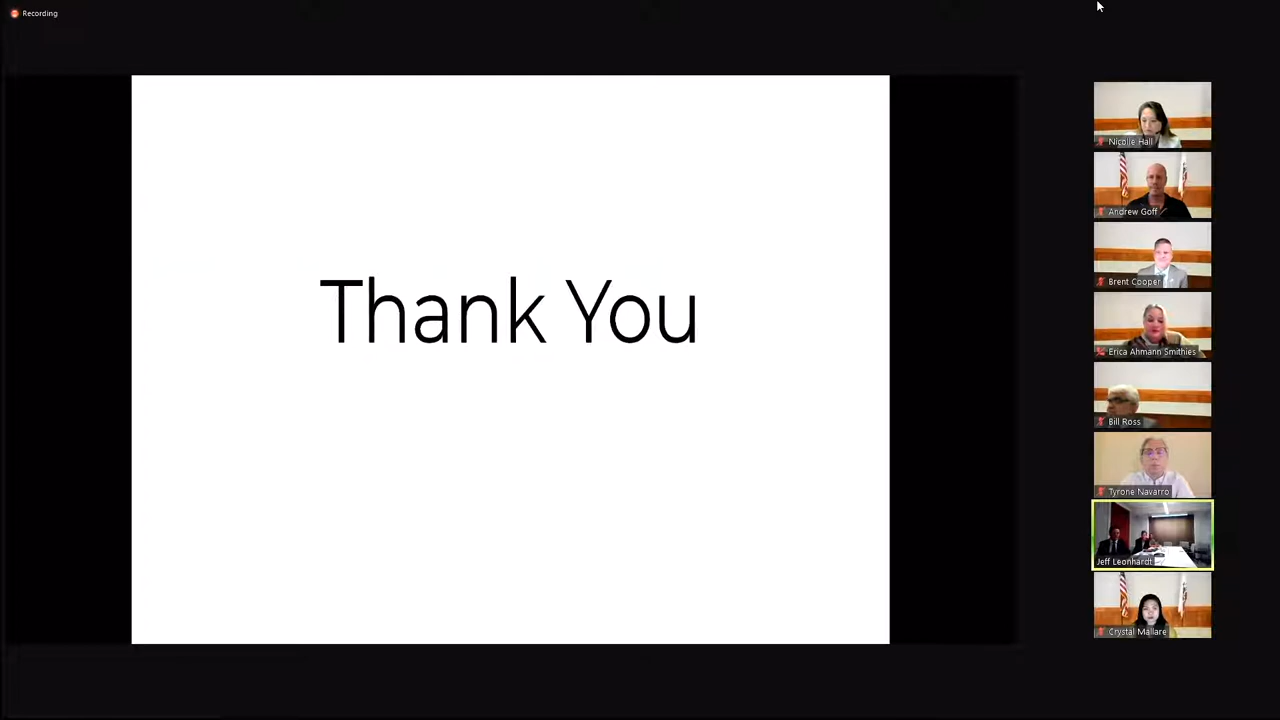 Recording
Thank You
Nicolle Hall
Andrew Goff
Brent Cooper
Erica Ahmann Smithies
Bill Ross
Tyrone Navarro
Jeff Leonhardt
Crystal Mallare